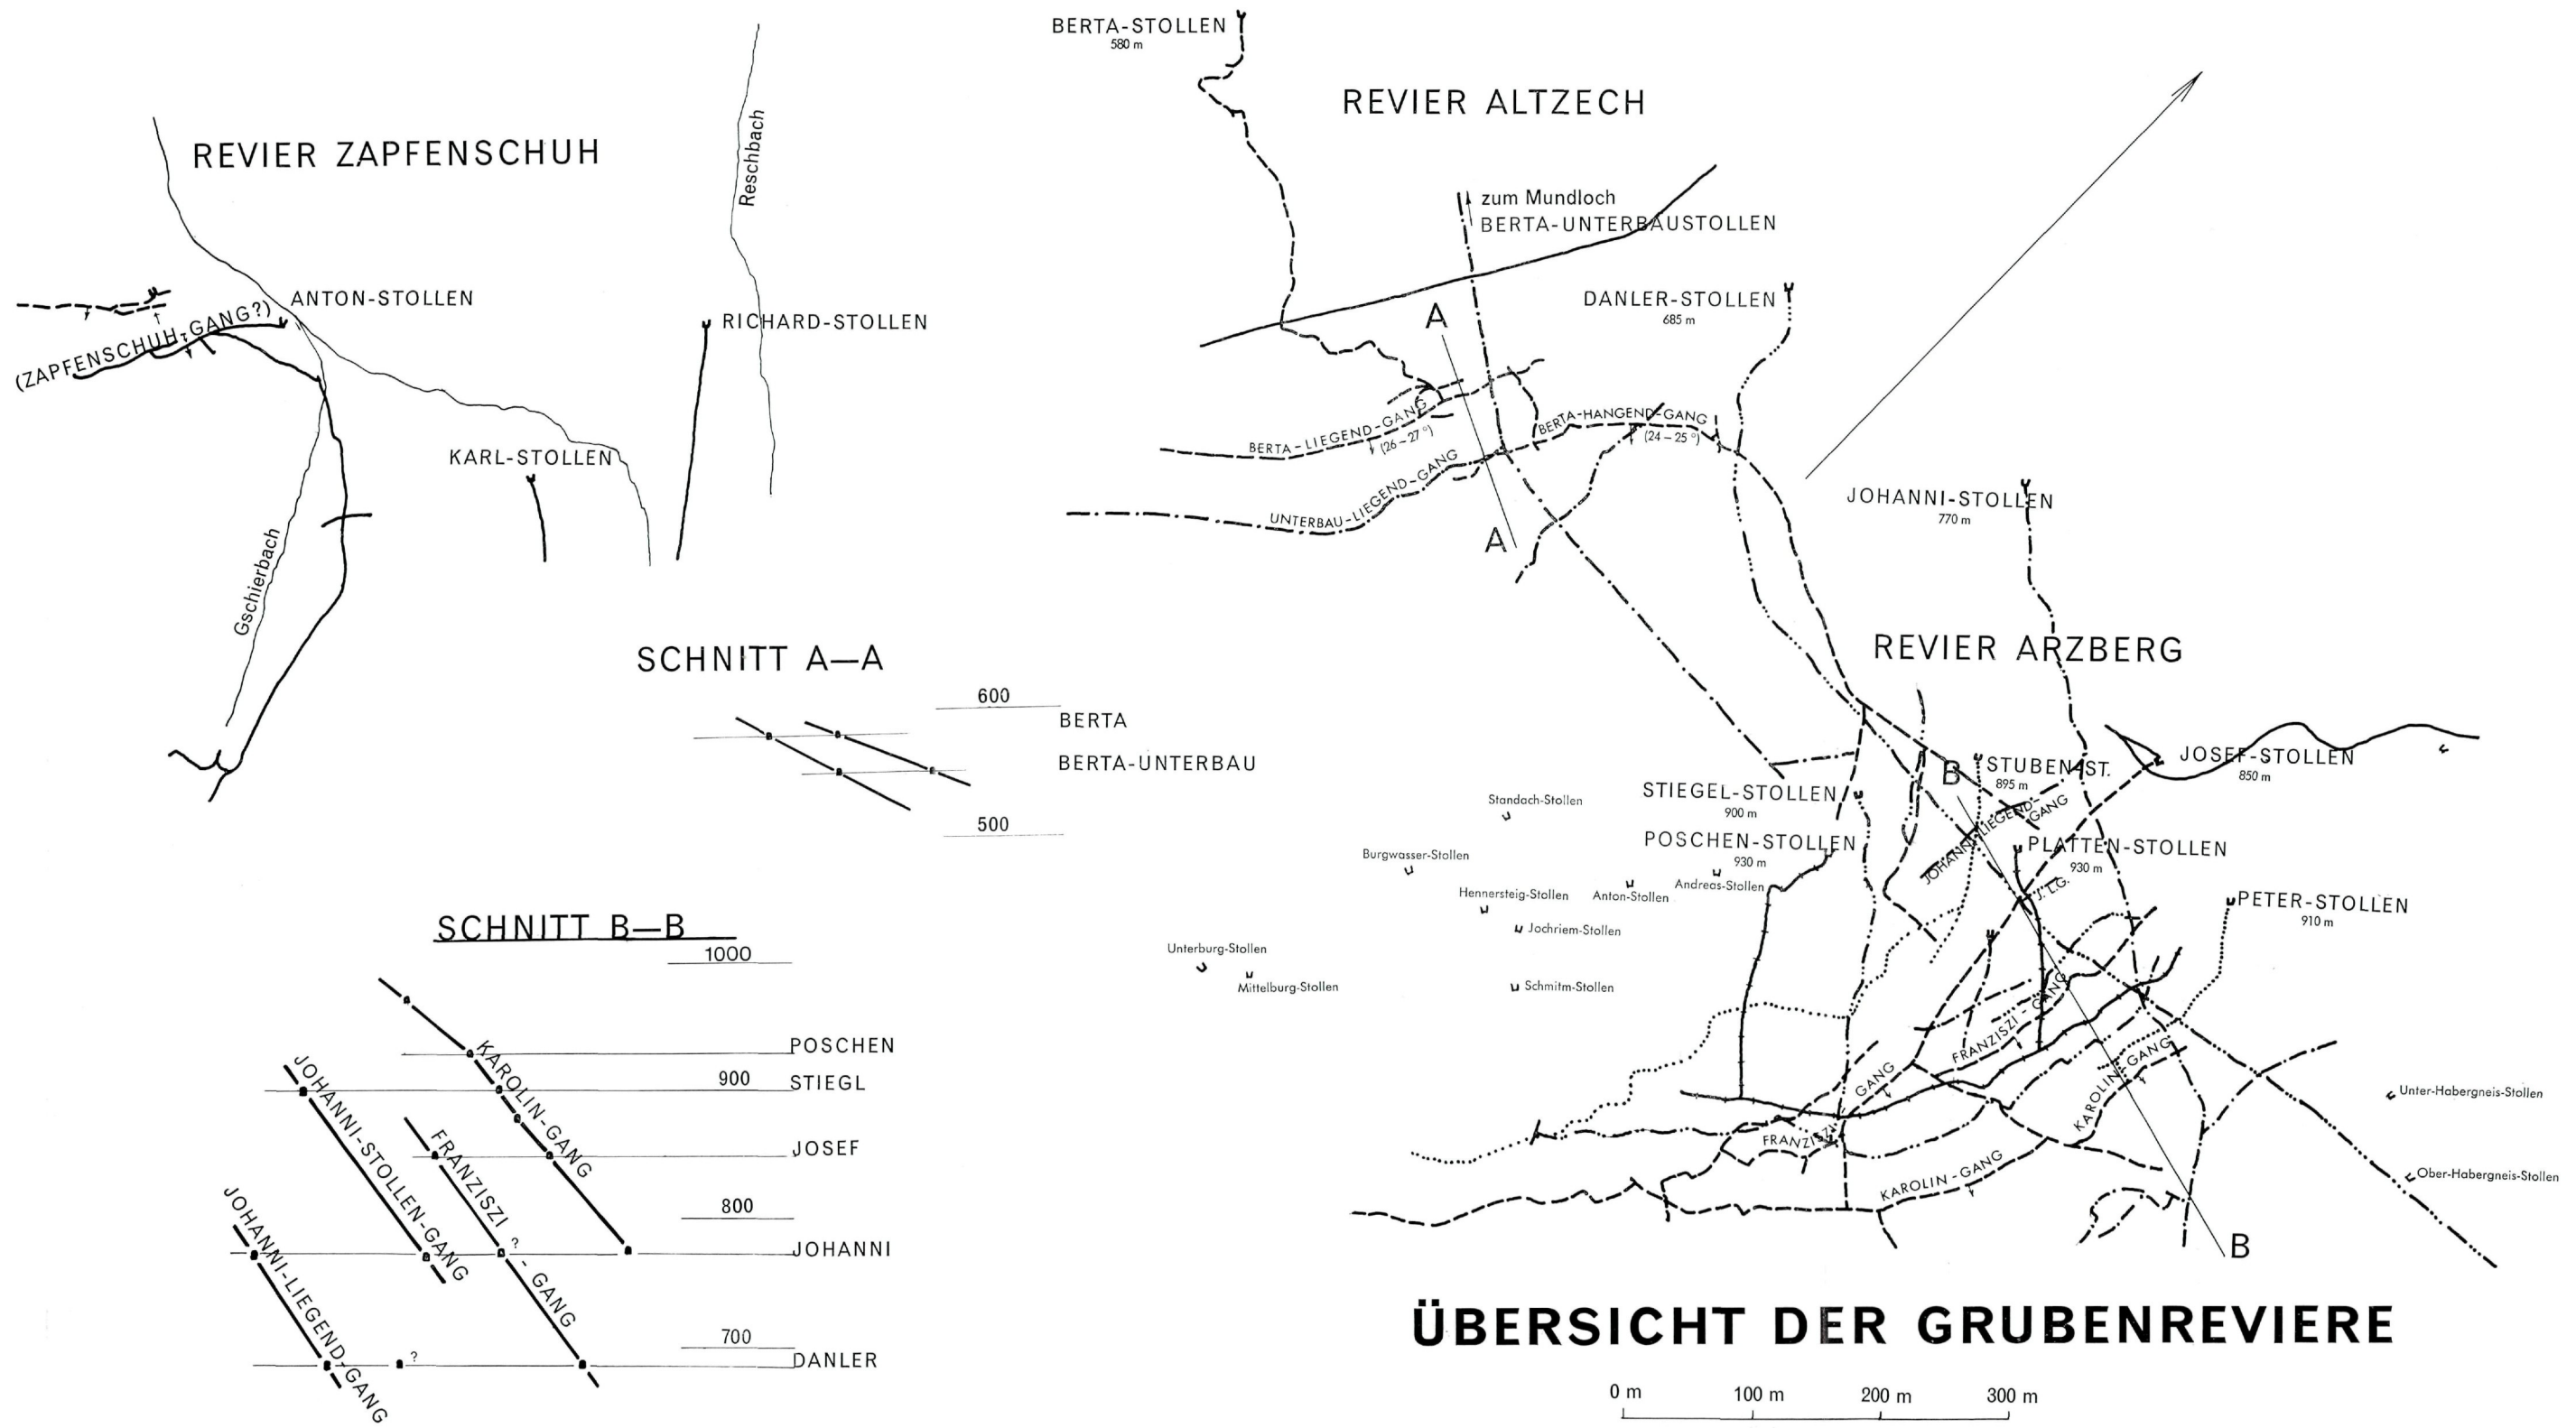 BERTA-STOLLEN
580 m
REVIER ALTZECH
REVIER ZAPFENSCHUH
Reschbach
zum Mundloch
BERTA-UNTERBAUSTOLLEN
ANTON-STOLLEN
(ZAPFENSCHUH-GANG?)
RICHARD-STOLLEN
DANLER-STOLLEN
685 m
A
BERTA-LIEGEND-GANG
(26-27°)
BERTA-HANGEND-GANG
(24-25°)
UNTERBAU-LIEGEND-GANG
A
KARL-STOLLEN
Gschierbach
JOHANNI-STOLLEN
770 m
REVIER ARZBERG
SCHNITT A—A
600
BERTA
BERTA-UNTERBAU
500
B
STUBEN-ST.
895 m
JOSEF-STOLLEN
850 m
STIEGEL-STOLLEN
900 m
JOHANNI LIEGEND-
GANG
POSCHEN-STOLLEN
930 m
PLATTEN-STOLLEN
930 m
J. L.G.
PETER-STOLLEN
910 m
Standach-Stollen
Burgwasser-Stollen
Hennersteig-Stollen
Anton-Stollen
Andreas-Stollen
Jochriem-Stollen
Unterburg-Stollen
Mittelburg-Stollen
Schmitm-Stollen
FRANZISZI - GANG
FRANZISZI - GANG
KAROLIN-GANG
KAROLIN-GANG
Unter-Habergneis-Stollen
Ober-Habergneis-Stollen
B
SCHNITT B—B
1000
POSCHEN
900
STIEGL
JOSEF
800
JOHANNI
700
DANLER
KAROLIN-GANG
JOHANNI-STOLLEN-GANG
FRANZISZI - GANG
?
JOHANNI-LIEGEND-GANG
?
ÜBERSICHT DER GRUBENREVIERE
0 m 100 m 200 m 300 m